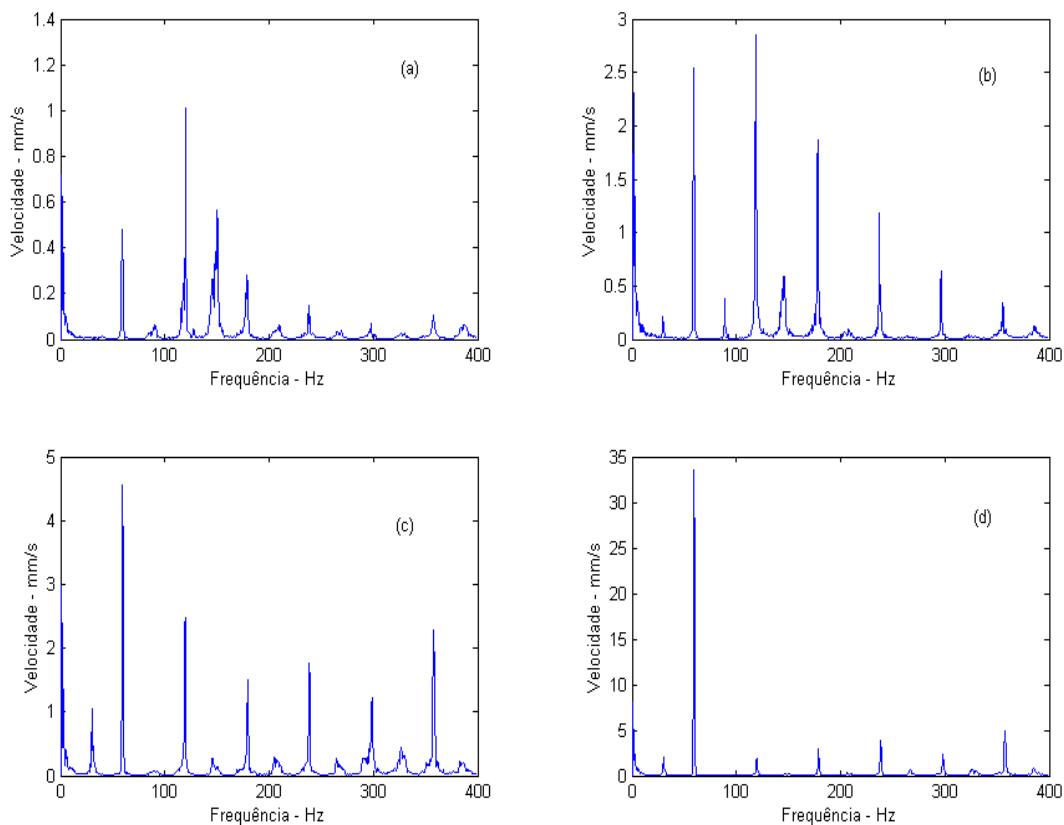 1.4
1.2
1
0.8
0.6
0.4
0.2
0
0 100 200 300 400
Velocidade - mm/s
Frequência - Hz
(a)
3
2.5
2
1.5
1
0.5
0
0 100 200 300 400
Velocidade - mm/s
Frequência - Hz
(b)
5
4
3
2
1
0
0 100 200 300 400
Velocidade - mm/s
Frequência - Hz
(c)
35
30
25
20
15
10
5
0
0 100 200 300 400
Velocidade - mm/s
Frequência - Hz
(d)